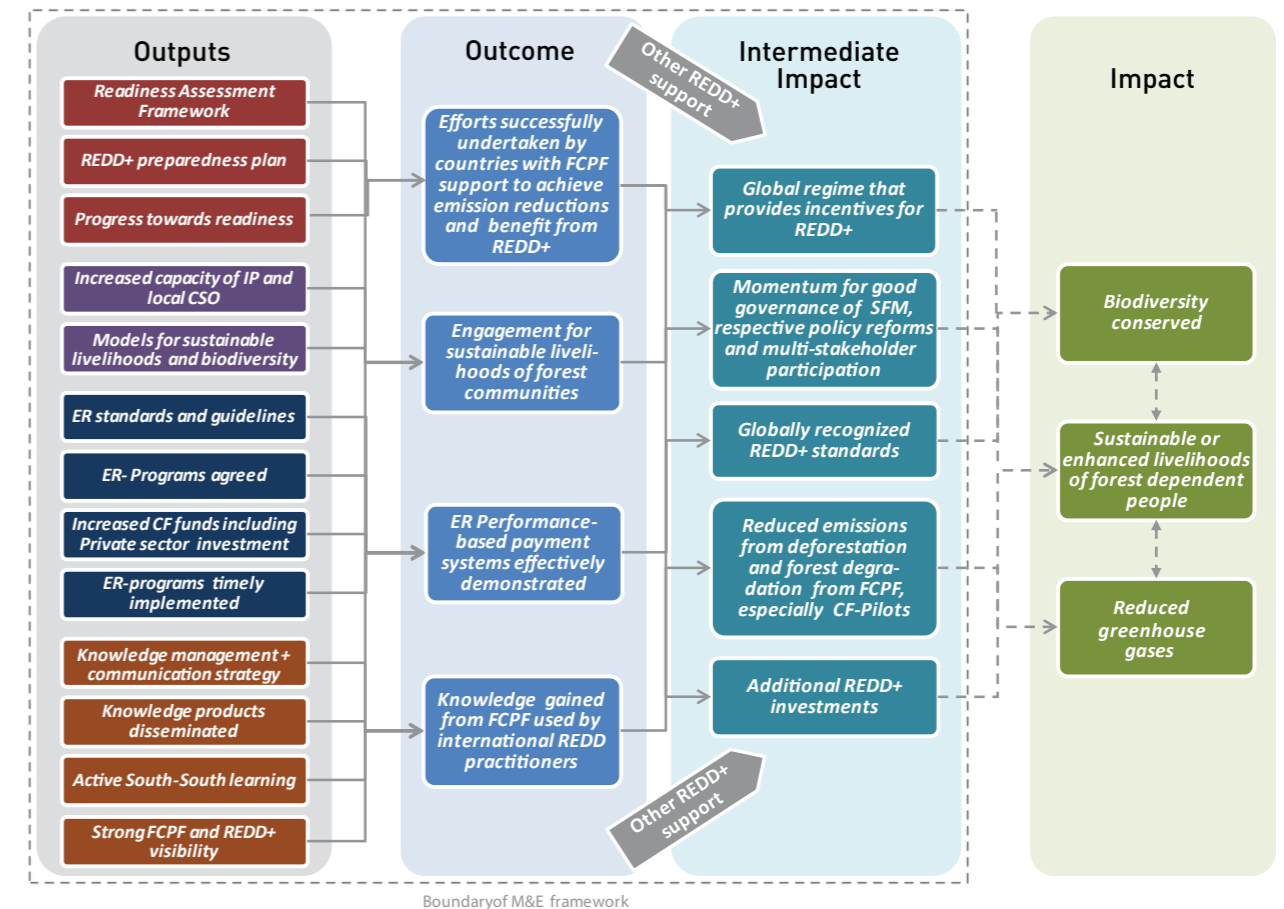 Outputs
Readiness Assessment
Framework
REDD+ preparedness plan
Progress towards readiness
Increased capacity of IP and
local CSO
Models for sustainable
livelihoods and biodiversity
ER standards and guidelines
ER- Programs agreed
Increased CF funds including
Private sector investment
ER-programs timely
implemented
Knowledge management +
communication strategy
Knowledge products
disseminated
Active South-South learning
Strong FCPF and REDD+
visibility
Outcome
Efforts successfully
undertaken by
countries with FCPF
support to achieve
emission reductions
and benefit from
REDD+
Engagement for
sustainable liveli-
hoods of forest
communities
ER Performance-
based payment
systems effectively
demonstrated
Knowledge gained
from FCPF used by
international REDD
practitioners
Other REDD+
support
Intermediate
Impact
Global regime that
provides incentives for
REDD+
Momentum for good
governance of SFM,
respective policy reforms
and multi-stakeholder
participation
Globally recognized
REDD+ standards
Reduced emissions
from deforestation
and forest degra-
dation from FCPF,
especially CF-Pilots
Additional REDD+
investments
Other REDD+
support
Impact
Biodiversity
conserved
Sustainable or
enhanced livelihoods
of forest dependent
people
Reduced
greenhouse
gases
Boundaryof M&E framework